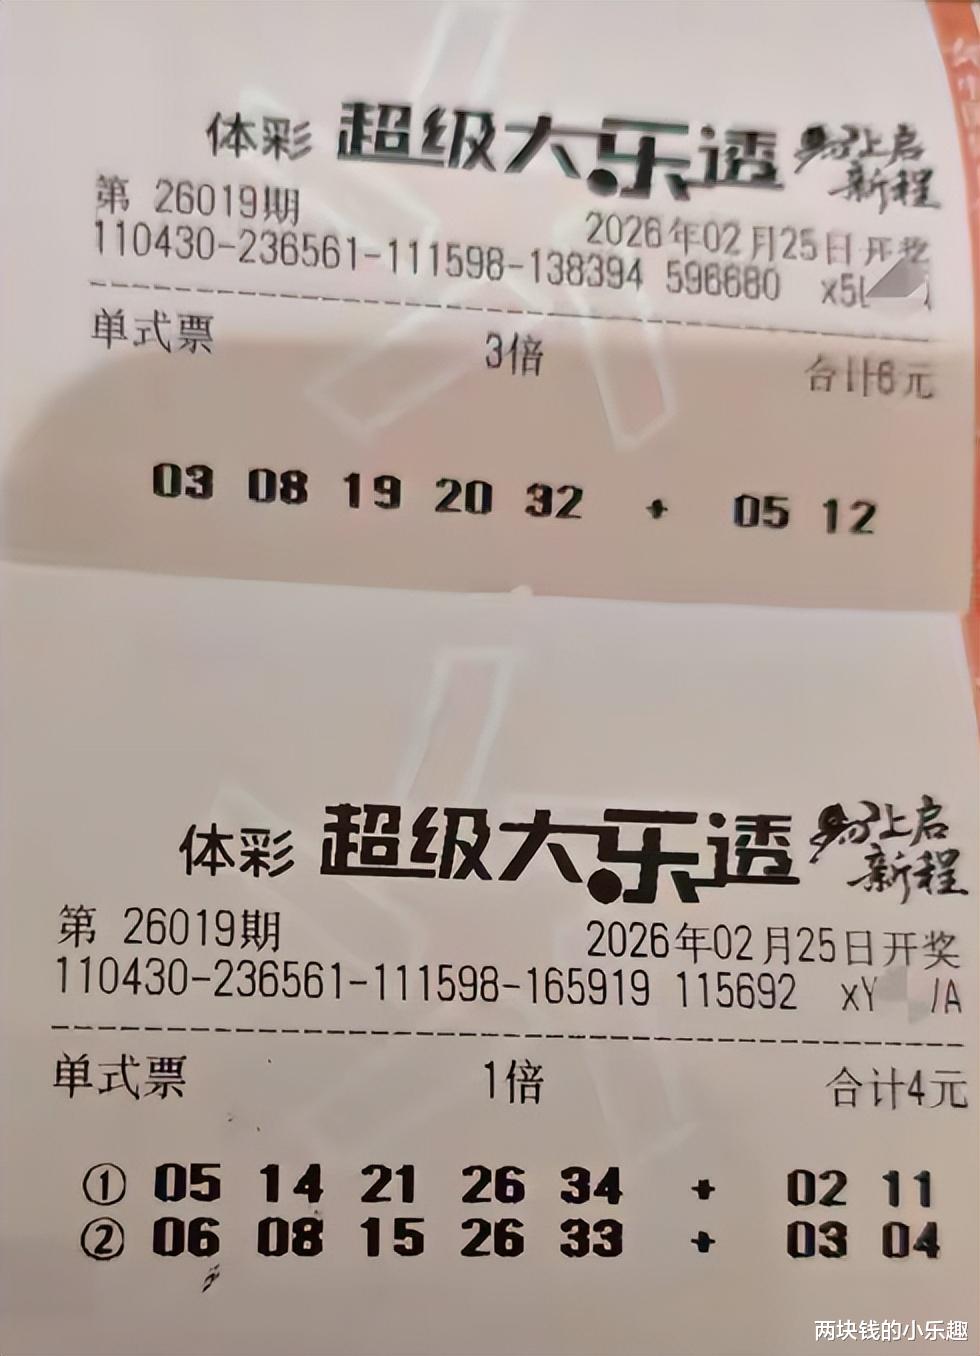 体彩 超级大乐透 马上启
新程
第 26019期 2026年02月25日开奖
110430-236561-111598-138394 596680 x5
单式票 3倍 合计6元
03 08 19 20 32 + 05 12
体彩 超级大乐透 马上启
新程
第 26019期 2026年02月25日开奖
110430-236561-111598-165919 115692 xY /A
单式票 1倍 合计4元
① 05 14 21 26 34 + 02 11
② 06 08 15 26 33 + 03 04
两块钱的小乐趣